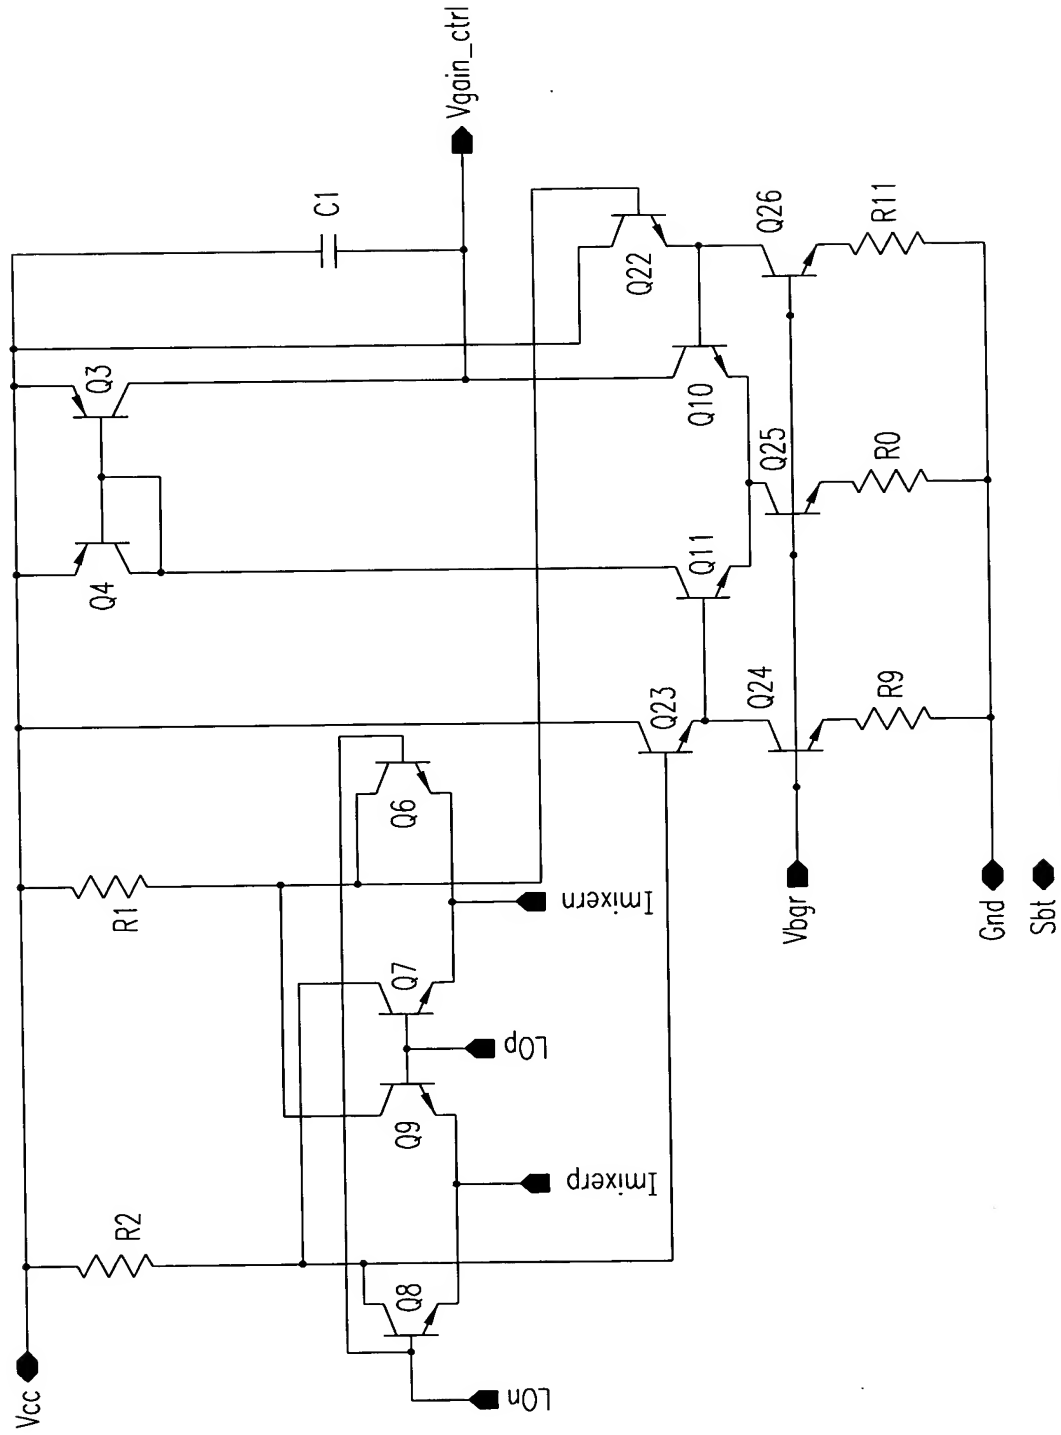 Vcc
Q4
Q3
R2
R1
C1
Q8
Q9
Q7
Q6
Vgain_ctrl
LOn
LOp
Imixerp
Imixern
Q22
Q23
Q11
Q10
Q24
Q25
Q26
Vbgr
R9
R0
R11
Gnd
Sbt